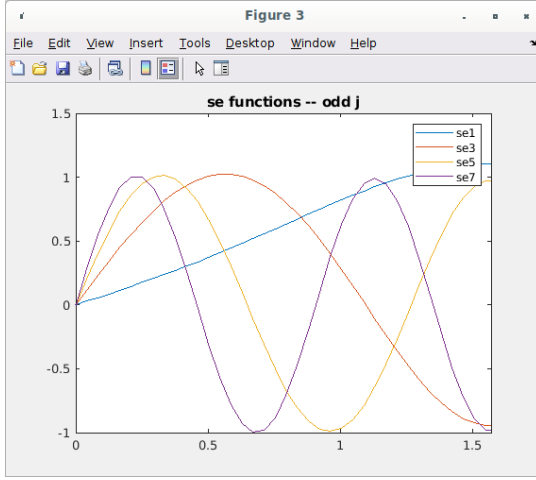 Figure 3
File Edit View Insert Tools Desktop Window Help
se functions -- odd j
1.5
1
0.5
0
-0.5
-1
0 0.5 1 1.5
se1
se3
se5
se7